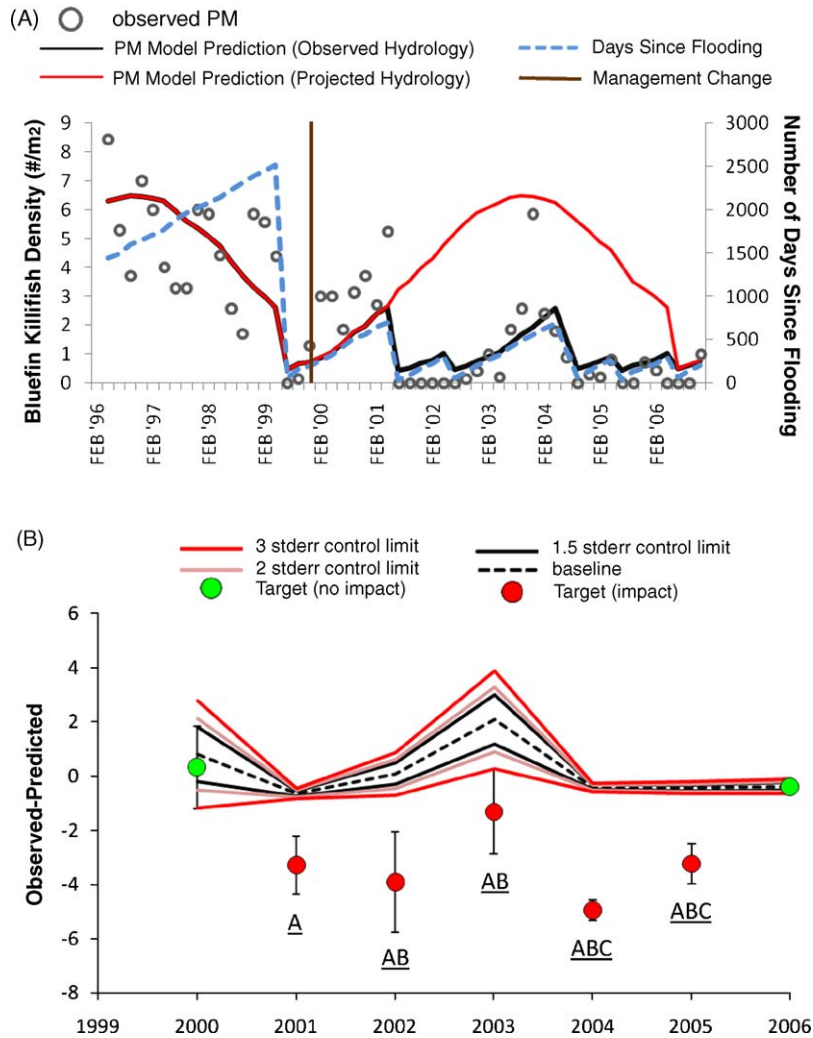 (A)
observed PM
PM Model Prediction (Observed Hydrology)
Days Since Flooding
PM Model Prediction (Projected Hydrology)
Management Change
Bluefin Killifish Density (#/m2)
9
8
7
6
5
4
3
2
1
0
3000
2500
2000
1500
1000
500
0
Number of Days Since Flooding
FEB '96
FEB '97
FEB '98
FEB '99
FEB '00
FEB '01
FEB '02
FEB '03
FEB '04
FEB '05
FEB '06
(B)
3 stderr control limit
1.5 stderr control limit
2 stderr control limit
baseline
Target (no impact)
Target (impact)
Observed-Predicted
6
4
2
0
-2
-4
-6
-8
A
AB
AB
ABC
ABC
1999
2000
2001
2002
2003
2004
2005
2006